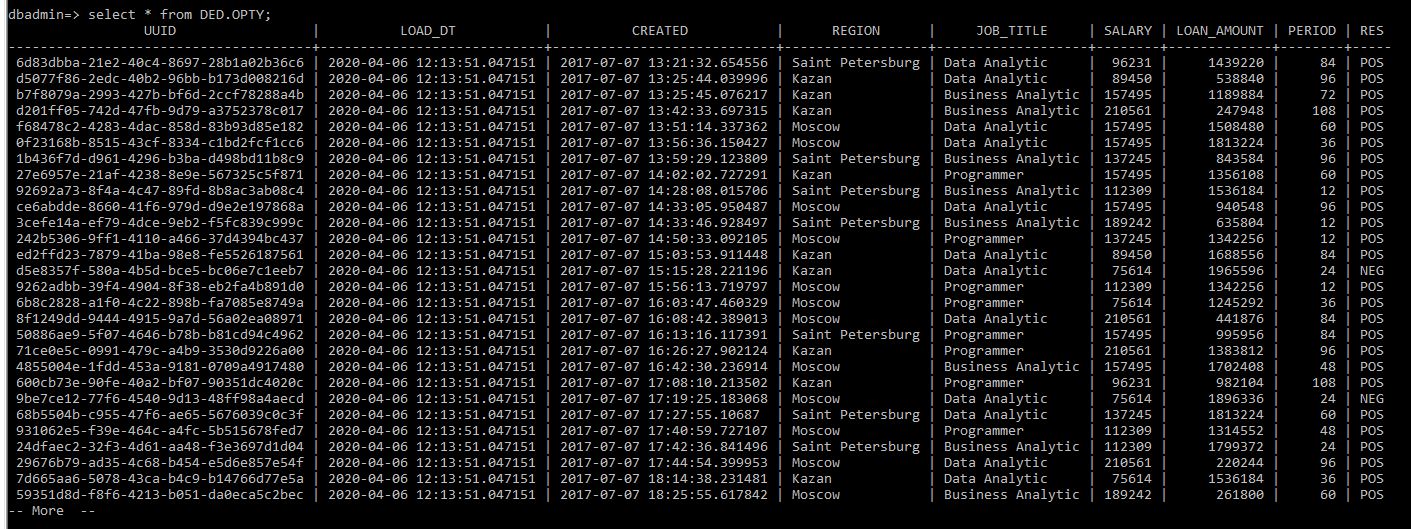 dbadmin=> select * from DED.OPTY;
UUID | LOAD_DT | CREATED | REGION | JOB_TITLE | SALARY | LOAN_AMOUNT | PERIOD | RES
6d83dbba-21e2-40c4-8697-28b1a02b36c6 | 2020-04-06 12:13:51.047151 | 2017-07-07 13:21:32.654556 | Saint Petersburg | Data Analytic | 96231 | 1439220 | 84 | POS
d5077f86-2edc-40b2-96bb-b173d008216d | 2020-04-06 12:13:51.047151 | 2017-07-07 13:25:44.039996 | Kazan | Data Analytic | 89450 | 538840 | 96 | POS
b7f8079a-2993-427b-bf6d-2ccf78288a4b | 2020-04-06 12:13:51.047151 | 2017-07-07 13:25:45.076217 | Kazan | Business Analytic | 157495 | 1189884 | 72 | POS
d201ff05-742d-47fb-9d79-a3752378c017 | 2020-04-06 12:13:51.047151 | 2017-07-07 13:42:33.697315 | Kazan | Business Analytic | 210561 | 247948 | 108 | POS
f68478c2-4283-4dac-858d-83b93d85e182 | 2020-04-06 12:13:51.047151 | 2017-07-07 13:51:14.337362 | Moscow | Data Analytic | 157495 | 1508480 | 60 | POS
0f23168b-8515-43cf-8334-c1bd2fcf1cc6 | 2020-04-06 12:13:51.047151 | 2017-07-07 13:56:36.150427 | Moscow | Data Analytic | 157495 | 1813224 | 36 | POS
1b436f7d-d961-4296-b3ba-d498bd11b8c9 | 2020-04-06 12:13:51.047151 | 2017-07-07 13:59:29.123809 | Saint Petersburg | Business Analytic | 137245 | 843584 | 96 | POS
27e6957e-21af-4238-8e9e-567325c5f871 | 2020-04-06 12:13:51.047151 | 2017-07-07 14:02:02.727291 | Kazan | Programmer | 157495 | 1356108 | 60 | POS
92692a73-8f4a-4c47-89fd-8b8ac3ab08c4 | 2020-04-06 12:13:51.047151 | 2017-07-07 14:28:08.015706 | Saint Petersburg | Business Analytic | 112309 | 1536184 | 12 | POS
ce6abdde-8660-41f6-979d-d9e2e197868a | 2020-04-06 12:13:51.047151 | 2017-07-07 14:33:05.950487 | Moscow | Data Analytic | 157495 | 940548 | 96 | POS
3cefe14a-ef79-4dce-9eb2-f5fc839c999c | 2020-04-06 12:13:51.047151 | 2017-07-07 14:33:46.928497 | Saint Petersburg | Business Analytic | 189242 | 635804 | 12 | POS
242b5306-9ff1-4110-a466-37d4394bc437 | 2020-04-06 12:13:51.047151 | 2017-07-07 14:50:33.092105 | Moscow | Programmer | 137245 | 1342256 | 12 | POS
ed2ffd23-7879-41ba-98e8-fe5526187561 | 2020-04-06 12:13:51.047151 | 2017-07-07 15:03:53.911448 | Kazan | Data Analytic | 89450 | 1688556 | 84 | POS
d5e8357f-580a-4b5d-bce5-bc06e7c1eeb7 | 2020-04-06 12:13:51.047151 | 2017-07-07 15:15:28.221196 | Kazan | Data Analytic | 75614 | 1965596 | 24 | NEG
9262adbb-39f4-4904-8f38-eb2fa4b891d0 | 2020-04-06 12:13:51.047151 | 2017-07-07 15:56:13.719797 | Moscow | Programmer | 112309 | 1342256 | 12 | POS
6b8c2828-a1f0-4c22-898b-fa7085e8749a | 2020-04-06 12:13:51.047151 | 2017-07-07 16:03:47.460329 | Moscow | Programmer | 75614 | 1245292 | 36 | POS
8f1249dd-9444-4915-9a7d-56a02ea08971 | 2020-04-06 12:13:51.047151 | 2017-07-07 16:08:42.389013 | Moscow | Data Analytic | 210561 | 441876 | 84 | POS
50886ae9-5f07-4646-b78b-b81cd94c4962 | 2020-04-06 12:13:51.047151 | 2017-07-07 16:13:16.117391 | Saint Petersburg | Programmer | 157495 | 995956 | 84 | POS
71ce0e5c-0991-479c-a4b9-3530d9226a00 | 2020-04-06 12:13:51.047151 | 2017-07-07 16:26:27.902124 | Kazan | Programmer | 210561 | 1383812 | 96 | POS
4855004e-1fdd-453a-9181-0709a4917480 | 2020-04-06 12:13:51.047151 | 2017-07-07 16:42:30.236914 | Moscow | Business Analytic | 157495 | 1702408 | 48 | POS
600cb73e-90fe-40a2-bf07-90351dc4020c | 2020-04-06 12:13:51.047151 | 2017-07-07 17:08:10.213502 | Kazan | Programmer | 96231 | 982104 | 108 | POS
9be7ce12-77f6-4540-9d13-48ff98a4aecd | 2020-04-06 12:13:51.047151 | 2017-07-07 17:19:25.183068 | Moscow | Data Analytic | 75614 | 1896336 | 24 | NEG
68b5504b-c955-47f6-ae65-5676039c0c3f | 2020-04-06 12:13:51.047151 | 2017-07-07 17:27:55.10687 | Saint Petersburg | Data Analytic | 137245 | 1813224 | 60 | POS
931062e5-f39e-464c-a4fc-5b515678fed7 | 2020-04-06 12:13:51.047151 | 2017-07-07 17:40:59.727107 | Moscow | Programmer | 112309 | 1314552 | 48 | POS
24dfaec2-32f3-4d61-aa48-f3e3697d1d04 | 2020-04-06 12:13:51.047151 | 2017-07-07 17:42:36.841496 | Saint Petersburg | Business Analytic | 112309 | 1799372 | 24 | POS
29676b79-ad35-4c68-b454-e5d6e857e54f | 2020-04-06 12:13:51.047151 | 2017-07-07 17:44:54.399953 | Moscow | Data Analytic | 210561 | 220244 | 96 | POS
7d665aa6-5078-43ca-b4c9-b14766d77e5a | 2020-04-06 12:13:51.047151 | 2017-07-07 18:14:38.231481 | Kazan | Data Analytic | 75614 | 1536184 | 36 | POS
59351d8d-f8f6-4213-b051-da0eca5c2bec | 2020-04-06 12:13:51.047151 | 2017-07-07 18:25:55.617842 | Moscow | Business Analytic | 189242 | 261800 | 60 | POS
-- More --